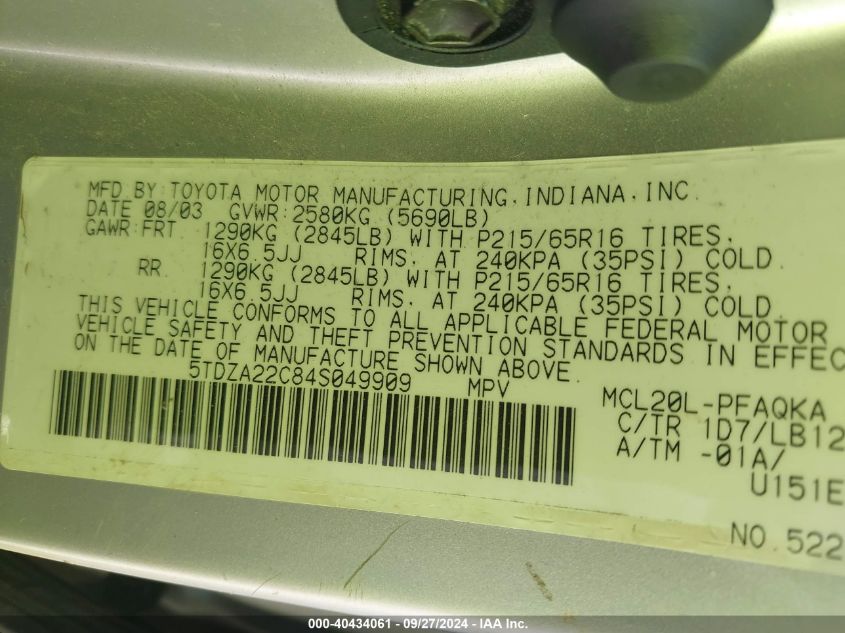 MFD.BY:TOYOTA MOTOR MANUFACTURING,INDIANA,INC.
DATE 08/03 GVWR:2580KG (5690LB)
GAWR:FRT. 1290KG (2845LB) WITH P215/65R16 TIRES,
16X6.5JJ RIMS, AT 240KPA (35PSI) COLD.
RR. 1290KG (2845LB) WITH P215/65R16 TIRES,
16X6.5JJ RIMS, AT 240KPA (35PSI) COLD.
THIS VEHICLE CONFORMS TO ALL APPLICABLE FEDERAL MOTOR
VEHICLE SAFETY AND THEFT PREVENTION STANDARDS IN EFFEC
ON THE DATE OF MANUFACTURE SHOWN ABOVE.
5TDZA22C84S049909 MPV
MCL20L-PFAQKA
C/TR 1D7/LB12
A/TM -01A/
U151E
NO.522
000-40434061 - 09/27/2024 - IAA Inc.